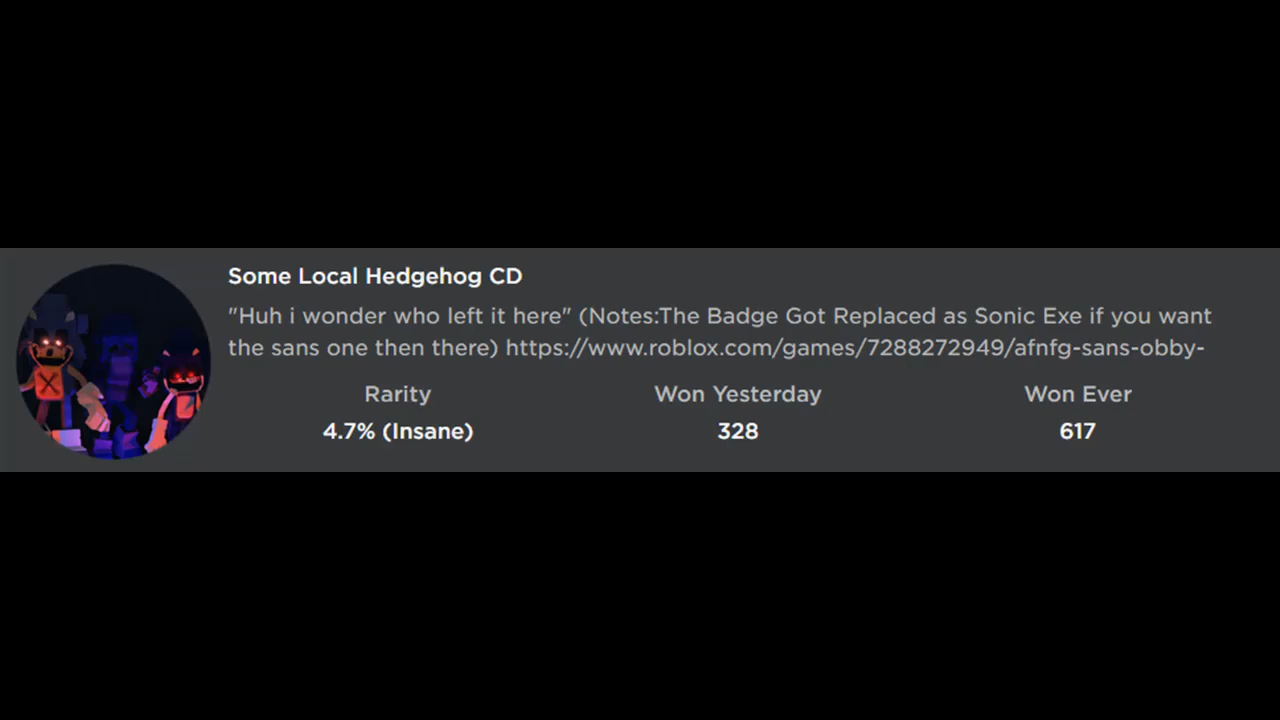 Some Local Hedgehog CD
"Huh i wonder who left it here" (Notes:The Badge Got Replaced as Sonic Exe if you want
the sans one then there) https://www.roblox.com/games/7288272949/afnfg-sans-obby-
Rarity Won Yesterday Won Ever
4.7% (Insane) 328 617